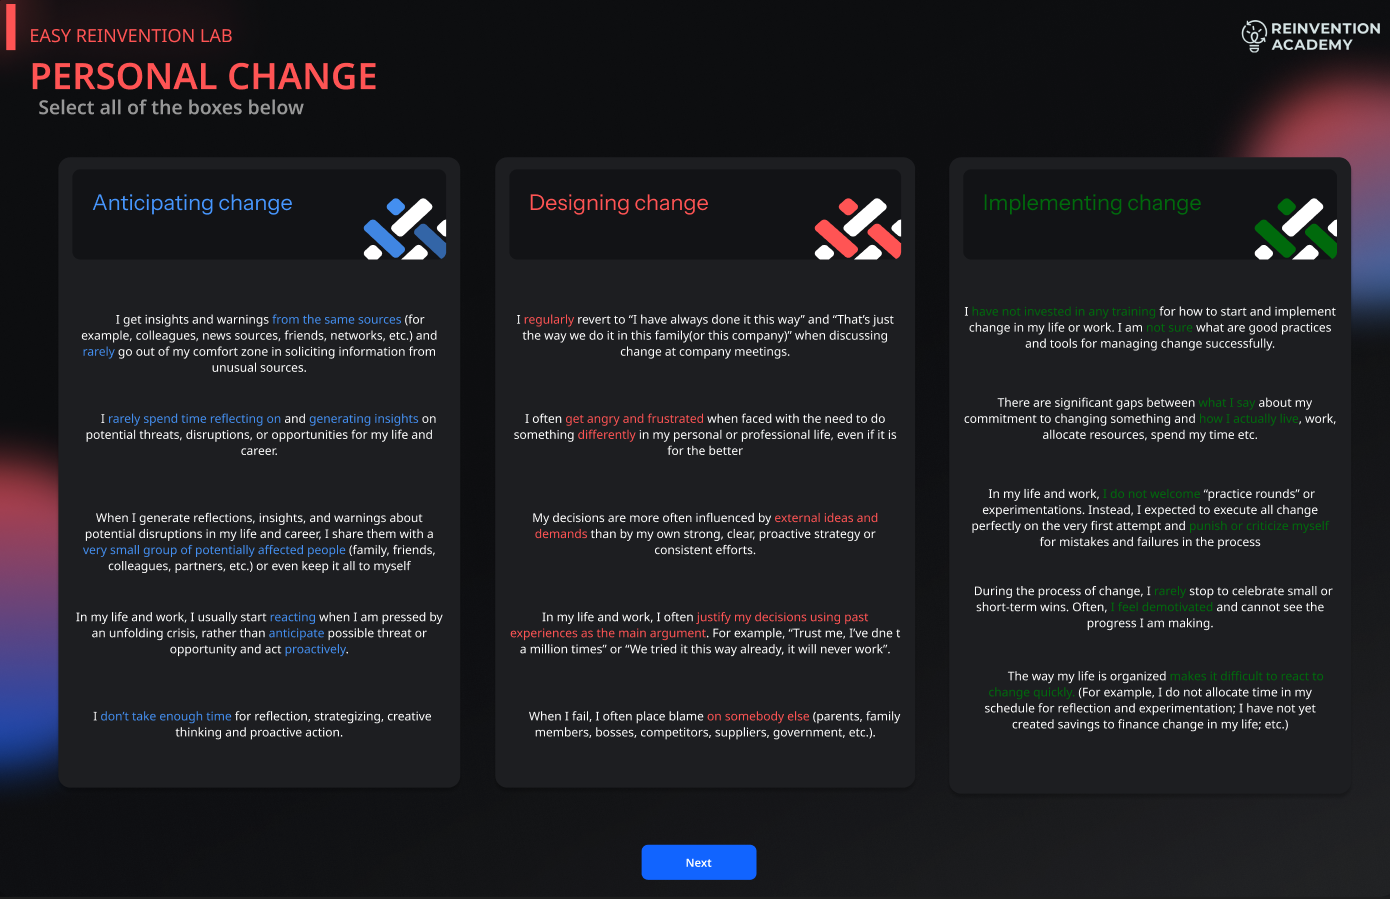 EASY REINVENTION LAB
PERSONAL CHANGE
Select all of the boxes below
REINVENTION
ACADEMY
Anticipating change
I get insights and warnings from the same sources (for
example, colleagues, news sources, friends, networks, etc.) and
rarely go out of my comfort zone in soliciting information from
unusual sources.
I rarely spend time reflecting on and generating insights on
potential threats, disruptions, or opportunities for my life and
career.
When I generate reflections, insights, and warnings about
potential disruptions in my life and career, I share them with a
very small group of potentially affected people (family, friends,
colleagues, partners, etc.) or even keep it all to myself
In my life and work, I usually start reacting when I am pressed by
an unfolding crisis, rather than anticipate possible threat or
opportunity and act proactively.
I don’t take enough time for reflection, strategizing, creative
thinking and proactive action.
Designing change
I regularly revert to “I have always done it this way” and “That’s just
the way we do it in this family(or this company)” when discussing
change at company meetings.
I often get angry and frustrated when faced with the need to do
something differently in my personal or professional life, even if it is
for the better
My decisions are more often influenced by external ideas and
demands than by my own strong, clear, proactive strategy or
consistent efforts.
In my life and work, I often justify my decisions using past
experiences as the main argument. For example, “Trust me, I’ve dne t
a million times” or “We tried it this way already, it will never work”.
When I fail, I often place blame on somebody else (parents, family
members, bosses, competitors, suppliers, government, etc.).
Implementing change
I have not invested in any training for how to start and implement
change in my life or work. I am not sure what are good practices
and tools for managing change successfully.
There are significant gaps between what I say about my
commitment to changing something and how I actually live, work,
allocate resources, spend my time etc.
In my life and work, I do not welcome “practice rounds” or
experimentations. Instead, I expected to execute all change
perfectly on the very first attempt and punish or criticize myself
for mistakes and failures in the process
During the process of change, I rarely stop to celebrate small or
short-term wins. Often, I feel demotivated and cannot see the
progress I am making.
The way my life is organized makes it difficult to react to
change quickly. (For example, I do not allocate time in my
schedule for reflection and experimentation; I have not yet
created savings to finance change in my life; etc.)
Next